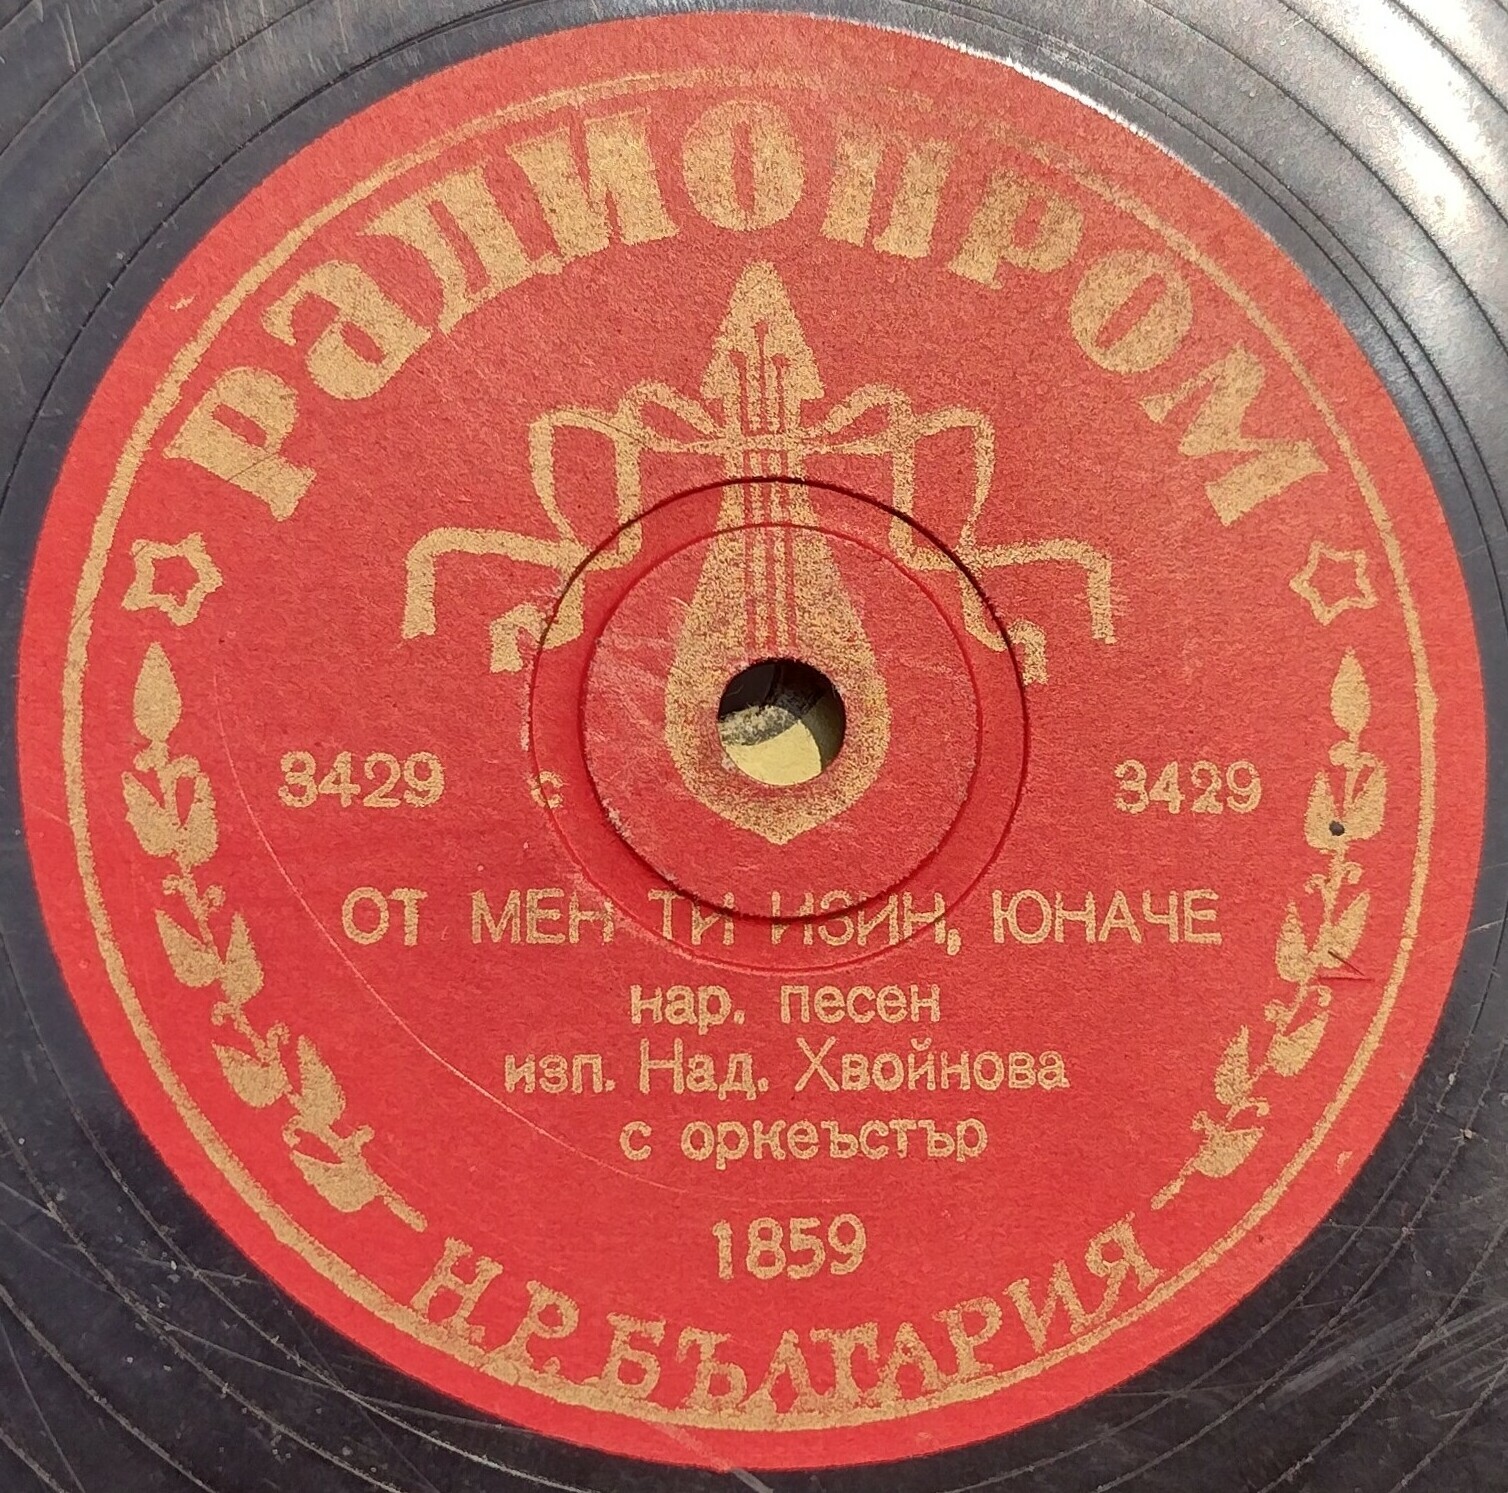 Радиопром
3429 с 3429
ОТ МЕН ТИ ИЗИН, ЮНАЧЕ
нар. песен
изп. Над. Хвойнова
с оркеъстър
1859
Н.Р.БЪЛГАРИЯ